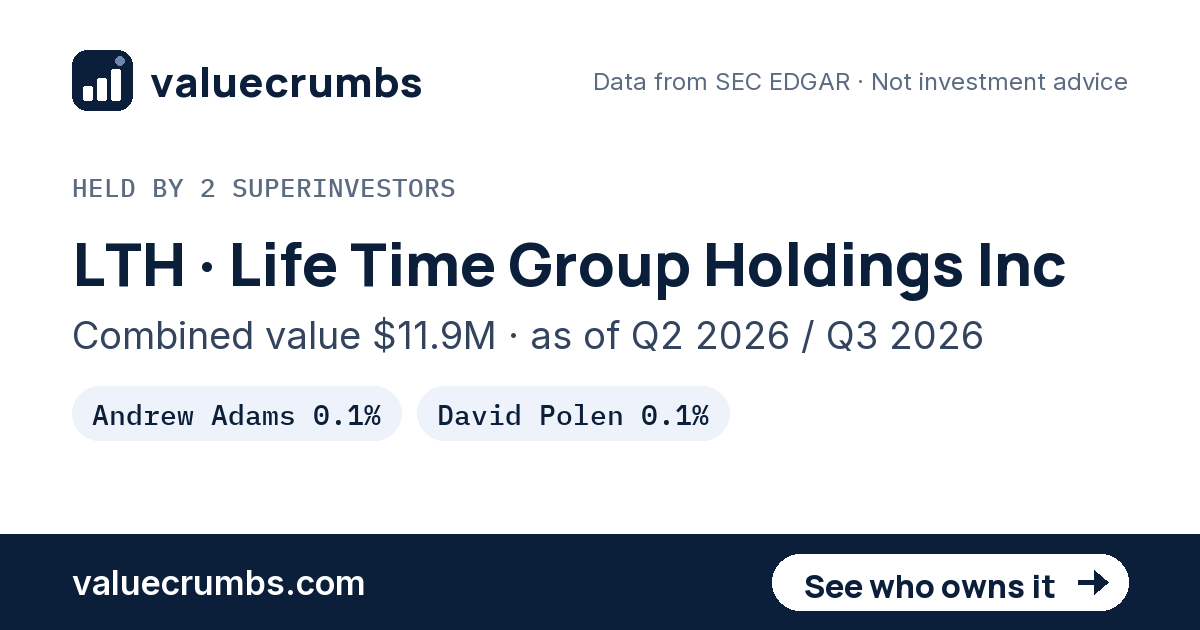 valuecrumbs
Data from SEC EDGAR · Not investment advice
HELD BY 2 SUPERINVESTORS
LTH · Life Time Group Holdings Inc
Combined value $11.9M · as of Q2 2026 / Q3 2026
Andrew Adams 0.1%
David Polen 0.1%
valuecrumbs.com
See who owns it →